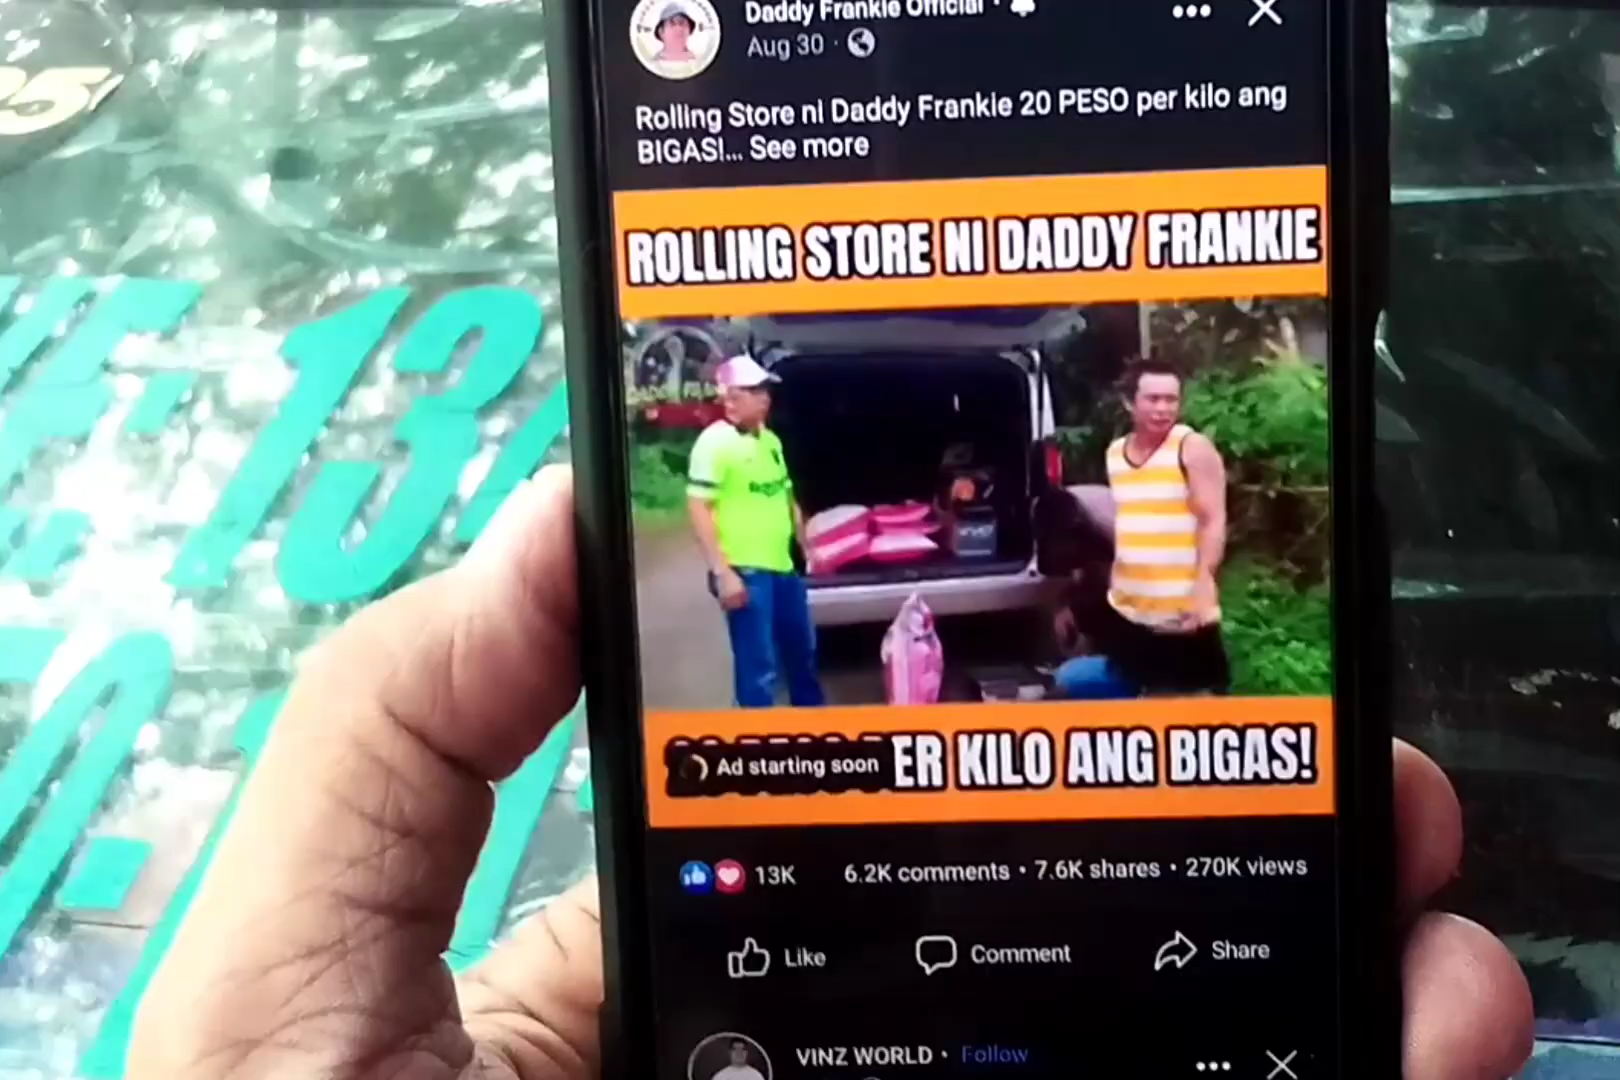 Daddy Frankie Official
Aug 30
Rolling Store ni Daddy Frankie 20 PESO per kilo ang
BIGAS!... See more
ROLLING STORE NI DADDY FRANKIE
Ad starting soon ER KILO ANG BIGAS!
13K 6.2K comments • 7.6K shares • 270K views
Like Comment Share
VINZ WORLD • Follow
13